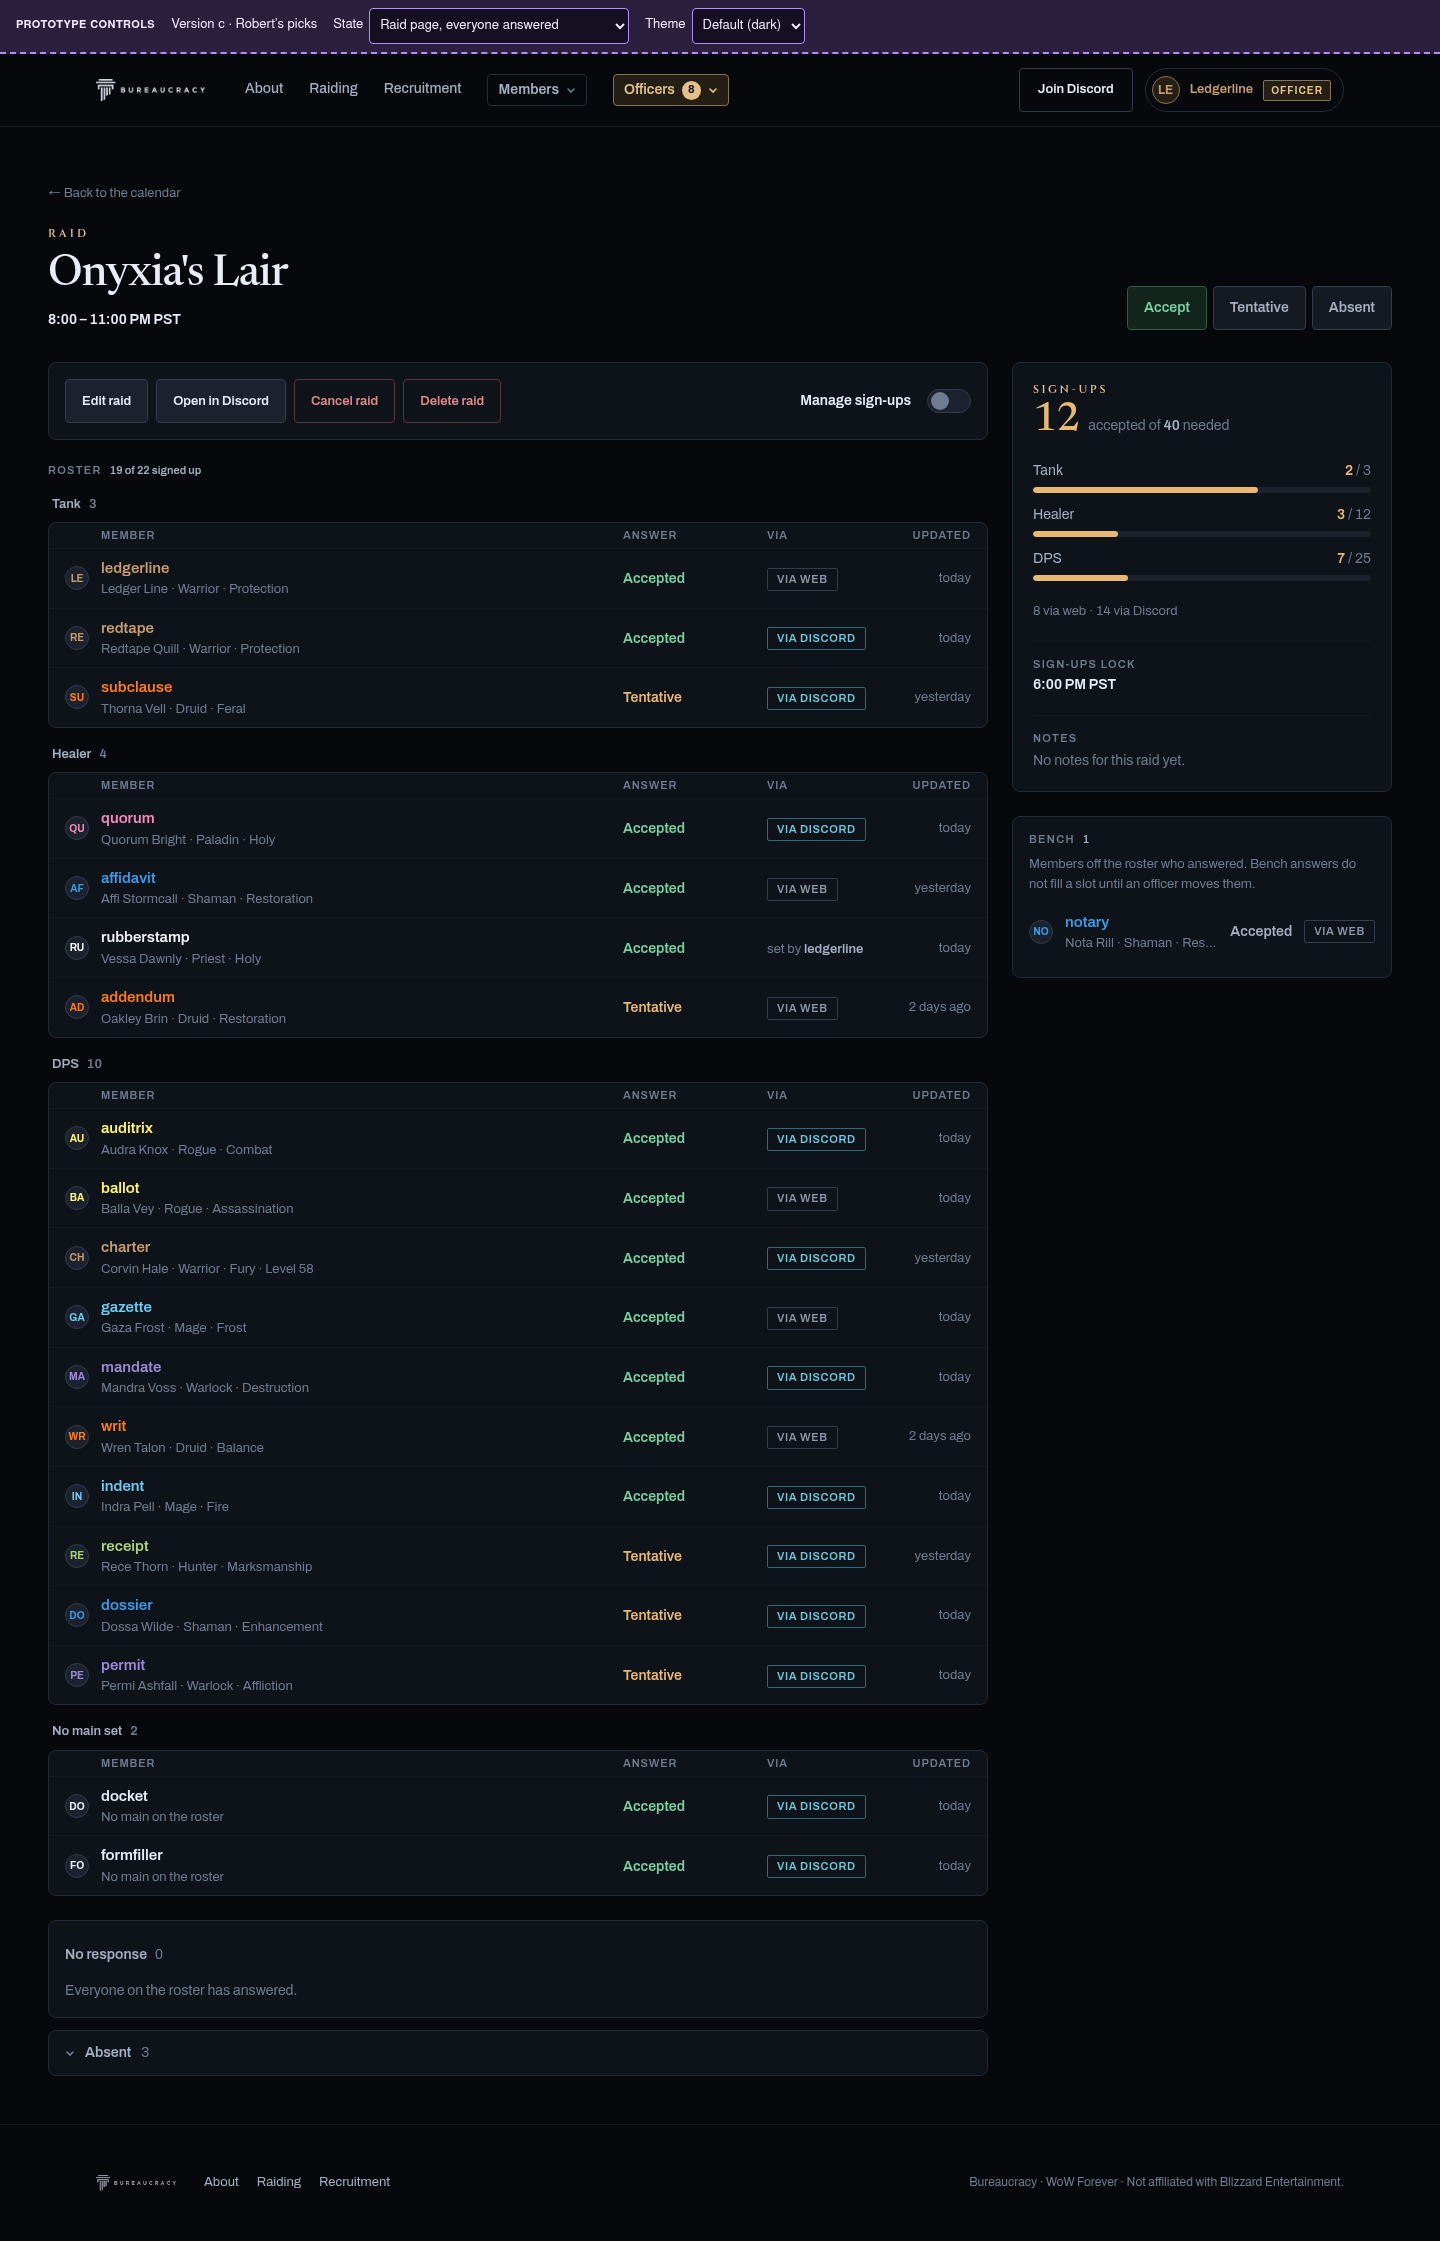 PROTOTYPE CONTROLS Version c · Robert's picks State Raid page, everyone answered Theme Default (dark)
BUREAUCRACY About Raiding Recruitment Members Officers 8 Join Discord LE Ledgerline OFFICER
← Back to the calendar
RAID
Onyxia's Lair
8:00 – 11:00 PM PST
Accept Tentative Absent
Edit raid Open in Discord Cancel raid Delete raid Manage sign-ups
ROSTER 19 of 22 signed up
Tank 3
MEMBER ANSWER VIA UPDATED
LE ledgerline Accepted VIA WEB today
Ledger Line · Warrior · Protection
RE redtape Accepted VIA DISCORD today
Redtape Quill · Warrior · Protection
SU subclause Tentative VIA DISCORD yesterday
Thorna Vell · Druid · Feral
Healer 4
MEMBER ANSWER VIA UPDATED
QU quorum Accepted VIA DISCORD today
Quorum Bright · Paladin · Holy
AF affidavit Accepted VIA WEB yesterday
Affi Stormcall · Shaman · Restoration
RU rubberstamp Accepted set by ledgerline today
Vessa Dawnly · Priest · Holy
AD addendum Tentative VIA WEB 2 days ago
Oakley Brin · Druid · Restoration
DPS 10
MEMBER ANSWER VIA UPDATED
AU auditrix Accepted VIA DISCORD today
Audra Knox · Rogue · Combat
BA ballot Accepted VIA WEB today
Balla Vey · Rogue · Assassination
CH charter Accepted VIA DISCORD yesterday
Corvin Hale · Warrior · Fury · Level 58
GA gazette Accepted VIA WEB today
Gaza Frost · Mage · Frost
MA mandate Accepted VIA DISCORD today
Mandra Voss · Warlock · Destruction
WR writ Accepted VIA WEB 2 days ago
Wren Talon · Druid · Balance
IN indent Accepted VIA DISCORD today
Indra Pell · Mage · Fire
RE receipt Tentative VIA DISCORD yesterday
Rece Thorn · Hunter · Marksmanship
DO dossier Tentative VIA DISCORD today
Dossa Wilde · Shaman · Enhancement
PE permit Tentative VIA DISCORD today
Permi Ashfall · Warlock · Affliction
No main set 2
MEMBER ANSWER VIA UPDATED
DO docket Accepted VIA DISCORD today
No main on the roster
FO formfiller Accepted VIA DISCORD today
No main on the roster
No response 0
Everyone on the roster has answered.
Absent 3
SIGN-UPS
12 accepted of 40 needed
Tank 2 / 3
Healer 3 / 12
DPS 7 / 25
8 via web · 14 via Discord
SIGN-UPS LOCK
6:00 PM PST
NOTES
No notes for this raid yet.
BENCH 1
Members off the roster who answered. Bench answers do
not fill a slot until an officer moves them.
NO notary Accepted VIA WEB
Nota Rill · Shaman · Res...
BUREAUCRACY About Raiding Recruitment Bureaucracy · WoW Forever · Not affiliated with Blizzard Entertainment.